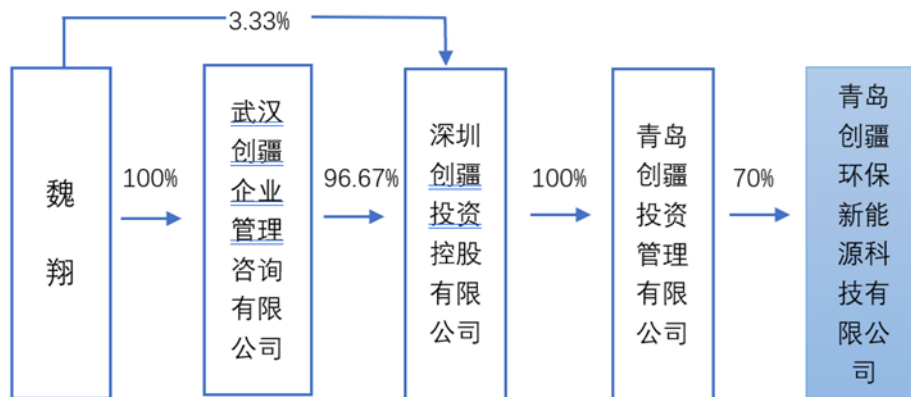 3.33%
魏
翔
100%
武汉
创疆
企业
管理
咨询
有限
公司
96.67%
深圳
创疆
投资
控股
有限
公司
100%
青岛
创疆
投资
管理
有限
公司
70%
青岛
创疆
环保
新能
源科
技有
限公
司